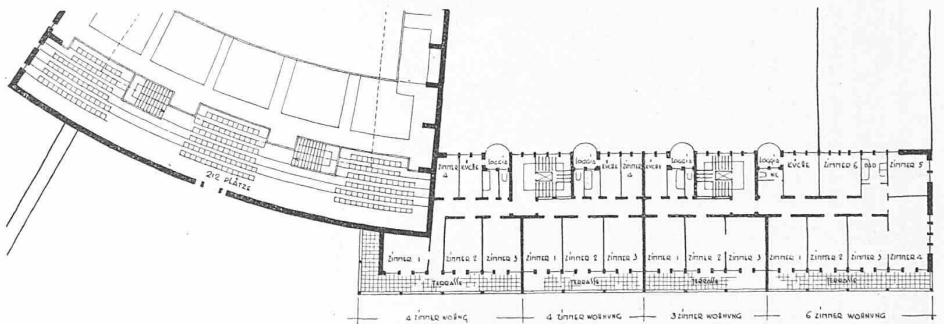 212 PLÄTZE
ZIMMER 4
KÜCHE
LOGGIA
LOGGIA
KÜCHE
ZIMMER 4
KÜCHE
LOGGIA
LOGGIA
WC
KÜCHE
ZIMMER 6
BAD
ZIMMER 5
ZIMMER 1
ZIMMER 2
ZIMMER 3
ZIMMER 1
ZIMMER 2
ZIMMER 3
ZIMMER 1
ZIMMER 2
ZIMMER 3
ZIMMER 1
ZIMMER 2
ZIMMER 3
ZIMMER 4
TERRASSE
TERRASSE
TERRASSE
TERRASSE
4 ZIMMER WOHNG
4 ZIMMER WOHNUNG
3 ZIMMER WOHNUNG
6 ZIMMER WOHNUNG